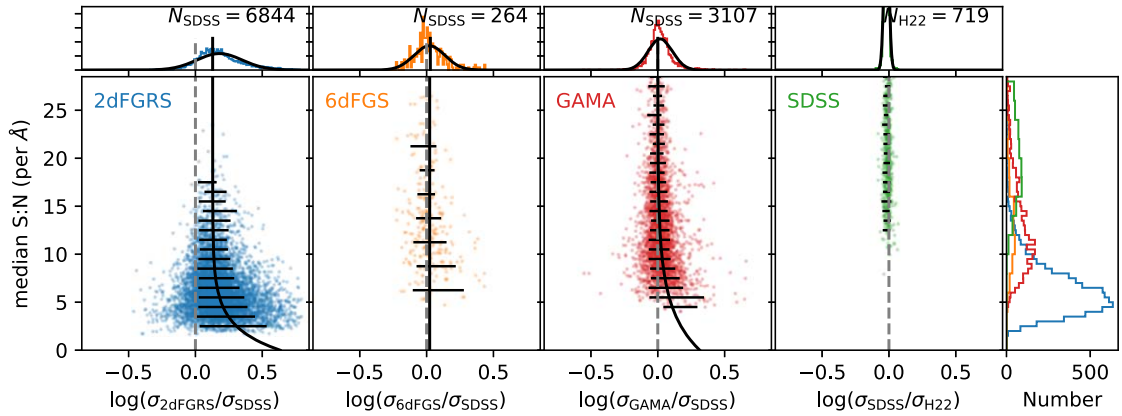 N_SDSS = 6844
N_SDSS = 264
N_SDSS = 3107
N_H22 = 719
2dFGRS
6dFGS
GAMA
SDSS
median S:N (per Å)
25
20
15
10
5
0
−0.5 0.0 0.5
−0.5 0.0 0.5
−0.5 0.0 0.5
−0.5 0.0 0.5
0 500
log(σ_2dFGRS/σ_SDSS)
log(σ_6dFGS/σ_SDSS)
log(σ_GAMA/σ_SDSS)
log(σ_SDSS/σ_H22)
Number